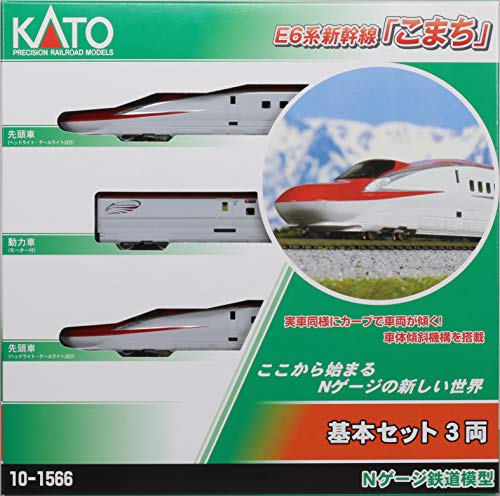 KATO
PRECISION RAILROAD MODELS
E6系新幹線「こまち」
先頭車
(ヘッドライト・テールライト点灯)
動力車
(モーター付)
先頭車
(ヘッドライト・テールライト点灯)
実車同様にカーブで車両が傾く!
車体傾斜機構を搭載
ここから始まる
Nゲージの新しい世界
基本セット3両
10-1566
Nゲージ鉄道模型